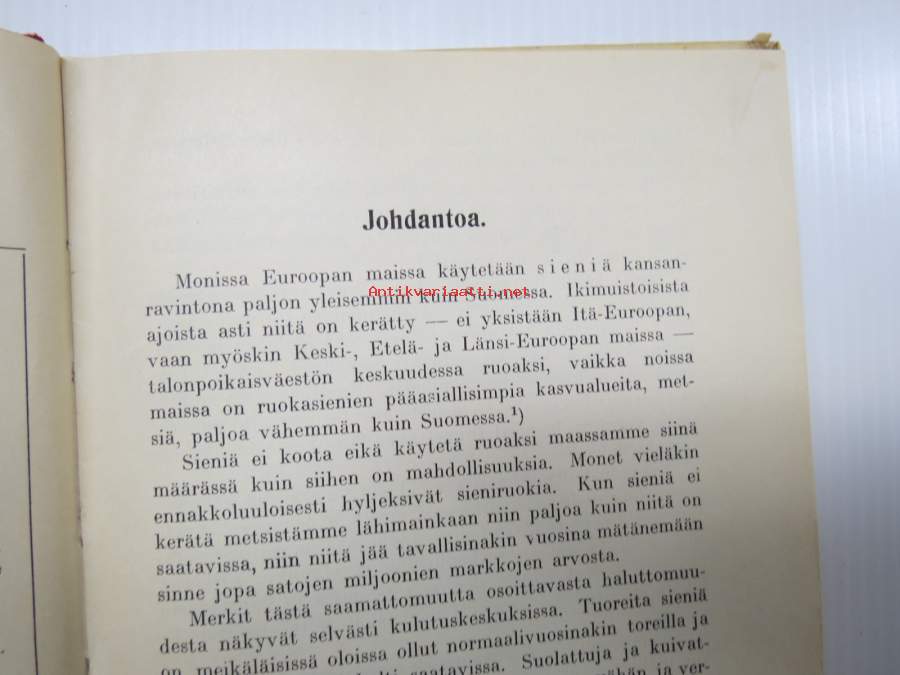 Johdantoa.
Monissa Euroopan maissa käytetään sieniä kansan-
ravintona paljon yleisemmin kuin Suomessa. Ikimuistoisista
Antikvariaatti.net
ajoista asti niitä on kerätty — ei yksistään Itä-Euroopan,
vaan myöskin Keski-, Etelä- ja Länsi-Euroopan maissa —
talonpoikaisväestön keskuudessa ruoaksi, vaikka noissa
maissa on ruokasienien pääasiallisimpia kasvualueita, met-
siä, paljoa vähemmän kuin Suomessa.¹)
Sieniä ei koota eikä käytetä ruoaksi maassamme siinä
määrässä kuin siihen on mahdollisuuksia. Monet vieläkin
ennakkoluuloisesti hyljeksivät sieniruokia. Kun sieniä ei
kerätä metsistämme lähimainkaan niin paljoa kuin niitä on
saatavissa, niin niitä jää tavallisinakin vuosina mätänemään
sinne jopa satojen miljoonien markkojen arvosta.
Merkit tästä saamattomuutta osoittavasta haluttomuu-
desta näkyvät selvästi kulutuskeskuksissa. Tuoreita sieniä
on meikäläisissä oloissa ollut normaalivuosinakin toreilla ja
saatavissa. Suolattuja ja kuivat-
vähän ja ver-